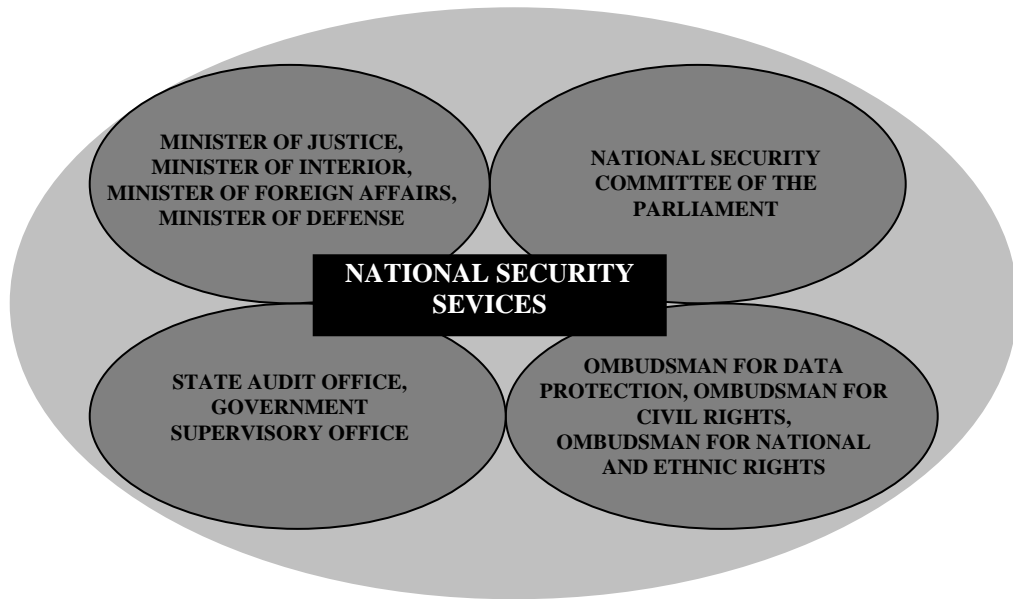 MINISTER OF JUSTICE,
MINISTER OF INTERIOR,
MINISTER OF FOREIGN AFFAIRS,
MINISTER OF DEFENSE
NATIONAL SECURITY
COMMITTEE OF THE
PARLIAMENT
NATIONAL SECURITY
SEVICES
STATE AUDIT OFFICE,
GOVERNMENT
SUPERVISORY OFFICE
OMBUDSMAN FOR DATA
PROTECTION, OMBUDSMAN FOR
CIVIL RIGHTS,
OMBUDSMAN FOR NATIONAL
AND ETHNIC RIGHTS